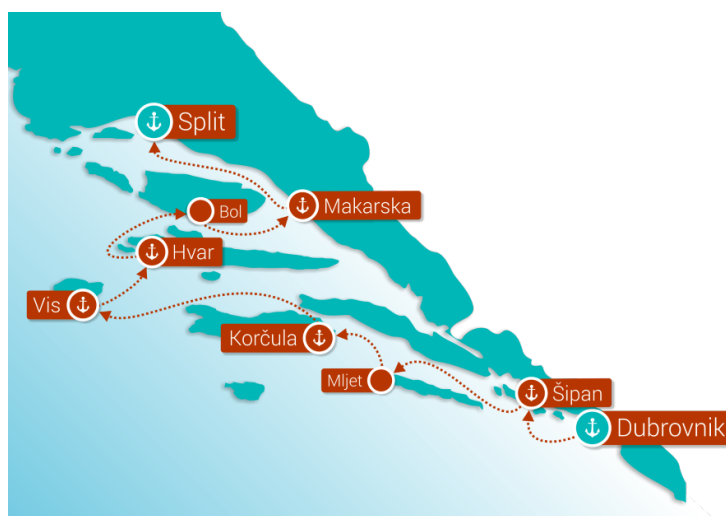 Split
Bol
Makarska
Hvar
Vis
Korčula
Mljet
Šipan
Dubrovnik